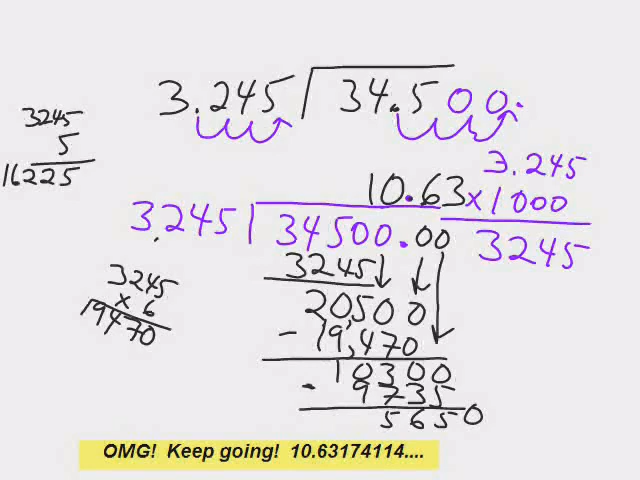 3.245 ⟌ 34.500.
3245
5
16225
3.245
x 1000
3245
10.63
3.245 ⟌ 34500.00
3245
20500
- 19,470
10300
- 9735
5650
3245
x 6
19470
OMG! Keep going! 10.63174114....